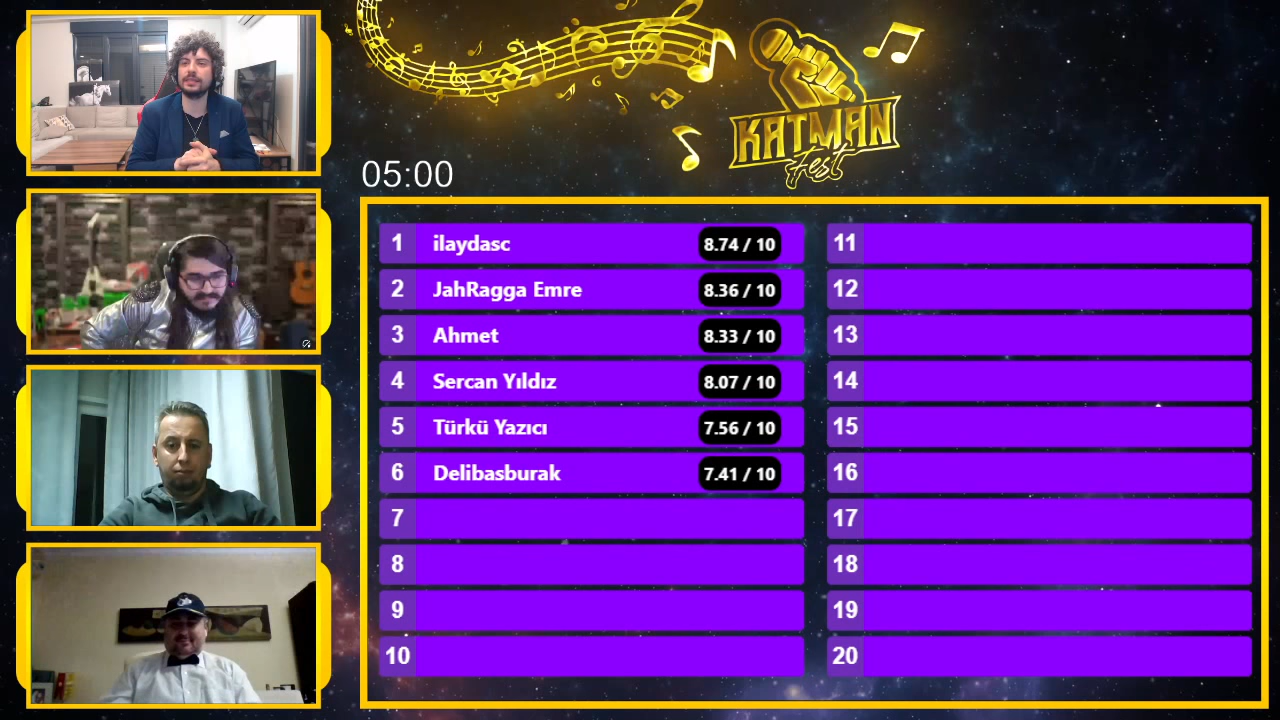 KATMAN
Fest
05:00
1 ilaydasc 8.74 / 10
2 JahRagga Emre 8.36 / 10
3 Ahmet 8.33 / 10
4 Sercan Yıldız 8.07 / 10
5 Türkü Yazıcı 7.56 / 10
6 Delibasburak 7.41 / 10
7
8
9
10
11
12
13
14
15
16
17
18
19
20